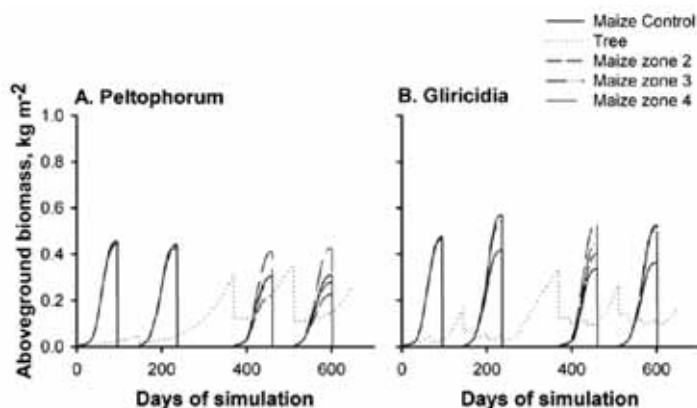 Maize Control
Tree
Maize zone 2
Maize zone 3
Maize zone 4
A. Peltophorum
B. Gliricidia
Aboveground biomass, kg m-2
1.0
0.8
0.6
0.4
0.2
0.0
0 200 400 600
0 200 400 600
Days of simulation
Days of simulation